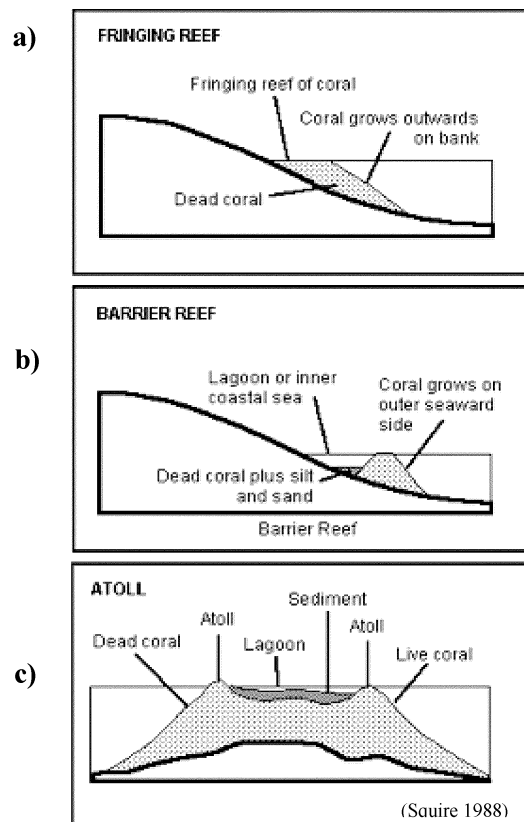 a)
FRINGING REEF
Fringing reef of coral
Coral grows outwards
on bank
Dead coral
b)
BARRIER REEF
Lagoon or inner
coastal sea
Coral grows on
outer seaward
side
Dead coral plus silt
and sand
Barrier Reef
c)
ATOLL
Sediment
Atoll
Atoll
Dead coral
Lagoon
Live coral
(Squire 1988)